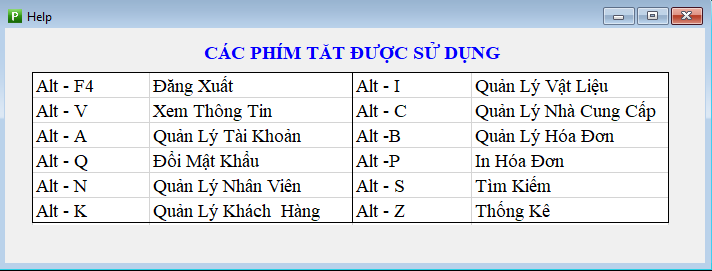 Help
CÁC PHÍM TẮT ĐƯỢC SỬ DỤNG
Alt - F4 Đăng Xuất Alt - I Quản Lý Vật Liệu
Alt - V Xem Thông Tin Alt - C Quản Lý Nhà Cung Cấp
Alt - A Quản Lý Tài Khoản Alt -B Quản Lý Hóa Đơn
Alt - Q Đổi Mật Khẩu Alt -P In Hóa Đơn
Alt - N Quản Lý Nhân Viên Alt - S Tìm Kiếm
Alt - K Quản Lý Khách  Hàng Alt - Z Thống Kê